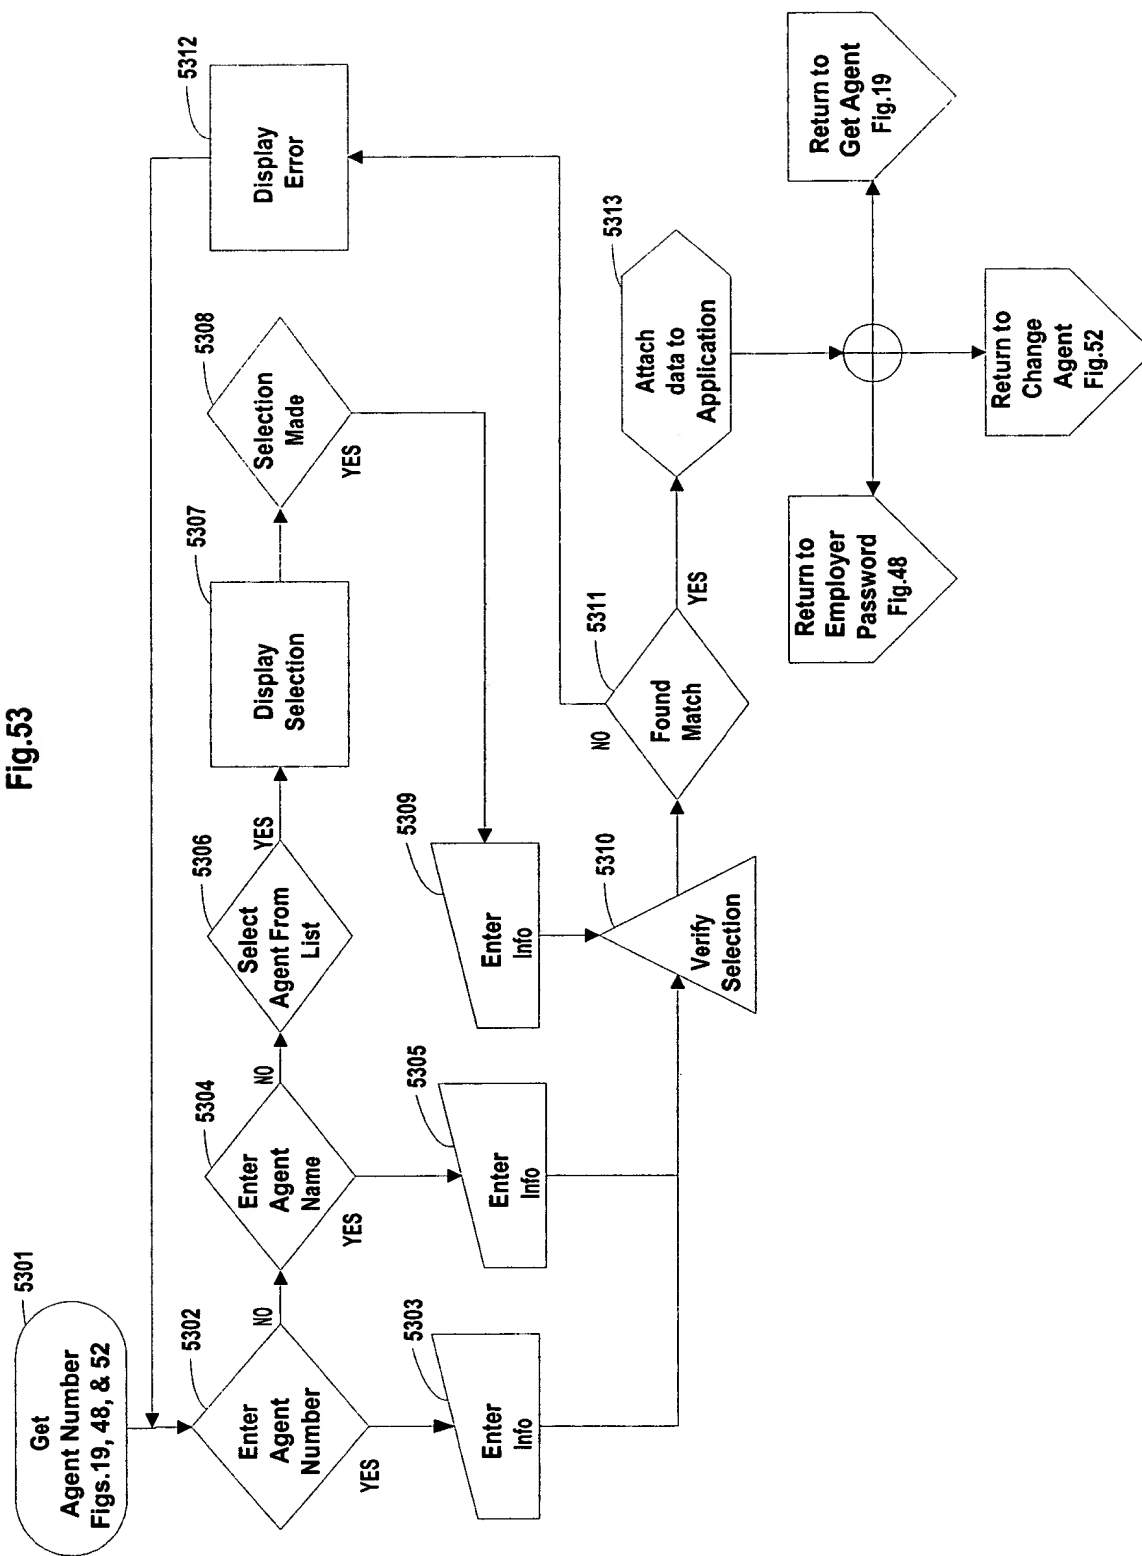 Fig.53
5301
Get
Agent Number
Figs.19, 48, & 52
5302
Enter
Agent
Number
NO
YES
5303
Enter
Info
5304
Enter
Agent
Name
NO
YES
5305
Enter
Info
5306
Select
Agent From
List
YES
5307
Display
Selection
5308
Selection
Made
YES
5309
Enter
Info
5310
Verify
Selection
5311
Found
Match
NO
YES
5312
Display
Error
5313
Attach
data to
Application
Return to
Employer
Password
Fig.48
Return to
Change
Agent
Fig.52
Return to
Get Agent
Fig.19